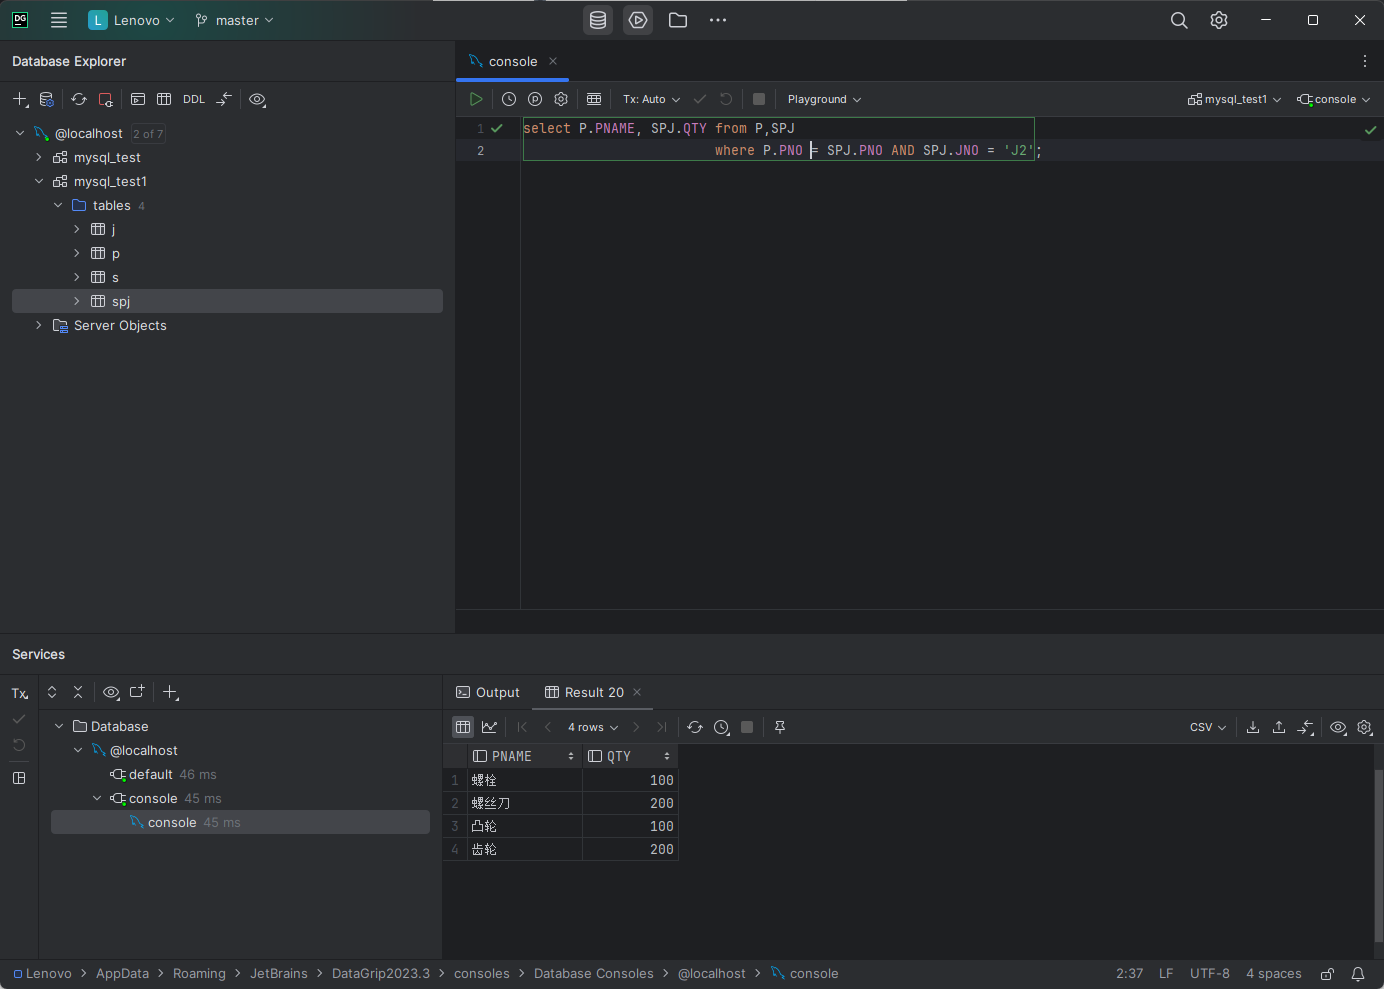 DG
L Lenovo master
Database Explorer
DDL
@localhost 2 of 7
mysql_test
mysql_test1
tables 4
j
p
s
spj
Server Objects
console
Tx: Auto Playground mysql_test1 console
1 select P.PNAME, SPJ.QTY from P,SPJ
2 where P.PNO = SPJ.PNO AND SPJ.JNO = 'J2';
Services
Tx
Database
@localhost
default 46 ms
console 45 ms
console 45 ms
Output Result 20
4 rows CSV
PNAME QTY
1 螺栓 100
2 螺丝刀 200
3 凸轮 100
4 齿轮 200
Lenovo > AppData > Roaming > JetBrains > DataGrip2023.3 > consoles > Database Consoles > @localhost > console 2:37 LF UTF-8 4 spaces